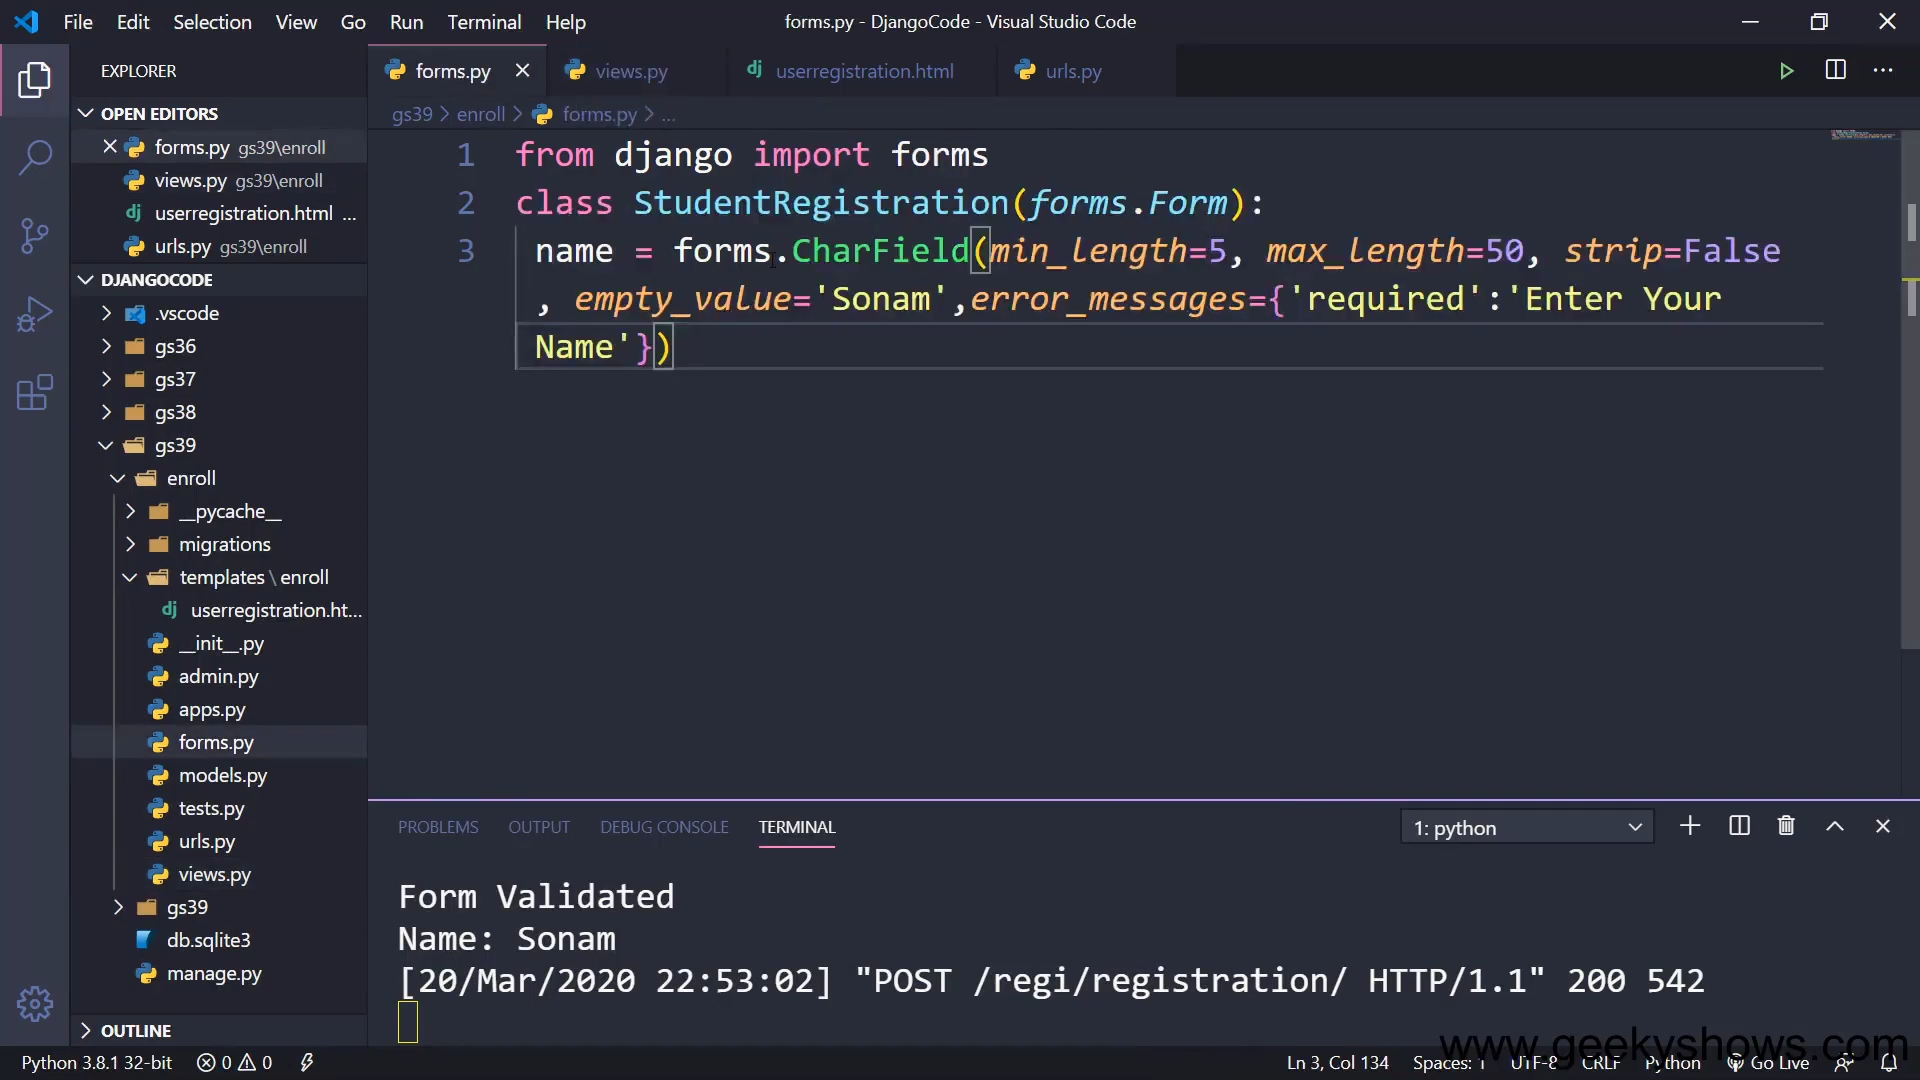 File Edit Selection View Go Run Terminal Help
forms.py - DjangoCode - Visual Studio Code
EXPLORER
OPEN EDITORS
forms.py gs39\enroll
views.py gs39\enroll
userregistration.html ...
urls.py gs39\enroll
DJANGOCODE
.vscode
gs36
gs37
gs38
gs39
enroll
__pycache__
migrations
templates\enroll
userregistration.ht...
__init__.py
admin.py
apps.py
forms.py
models.py
tests.py
urls.py
views.py
gs39
db.sqlite3
manage.py
OUTLINE
forms.py views.py userregistration.html urls.py
gs39 > enroll > forms.py > ...
1 from django import forms
2 class StudentRegistration(forms.Form):
3 name = forms.CharField(min_length=5, max_length=50, strip=False
, empty_value='Sonam',error_messages={'required':'Enter Your
Name'})
PROBLEMS OUTPUT DEBUG CONSOLE TERMINAL
1: python
Form Validated
Name: Sonam
[20/Mar/2020 22:53:02] "POST /regi/registration/ HTTP/1.1" 200 542
www.geekyshows.com
Python 3.8.1 32-bit 0 0
Ln 3, Col 134 Spaces: 1 UTF-8 CRLF Python Go Live